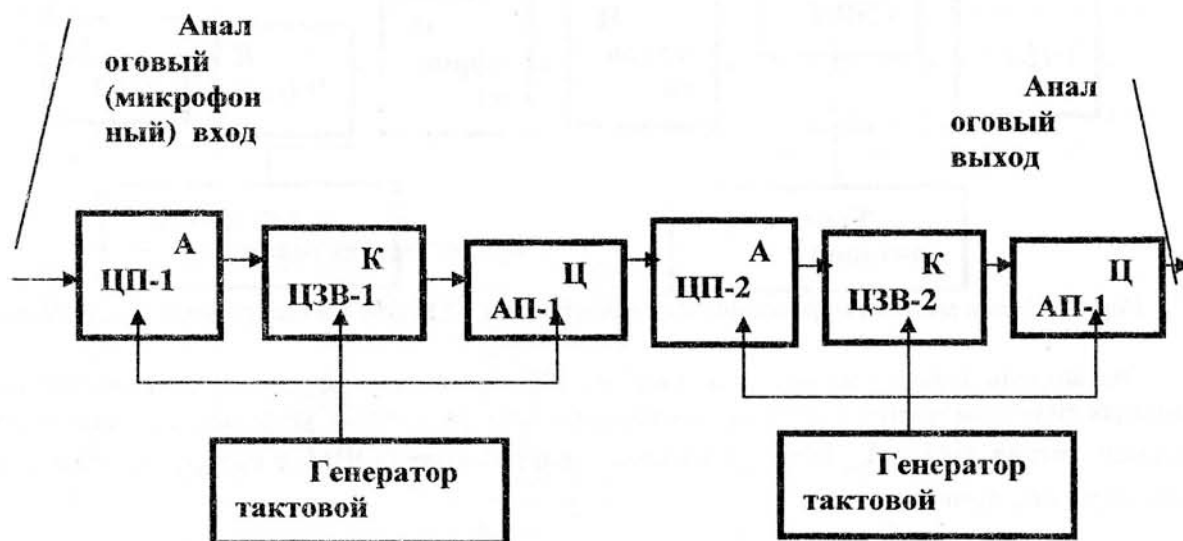 Анал
оговый
(микрофон
ный) вход
Анал
оговый
выход
А
ЦП-1
К
ЦЗВ-1
Ц
АП-1
А
ЦП-2
К
ЦЗВ-2
Ц
АП-1
Генератор
тактовой
Генератор
тактовой